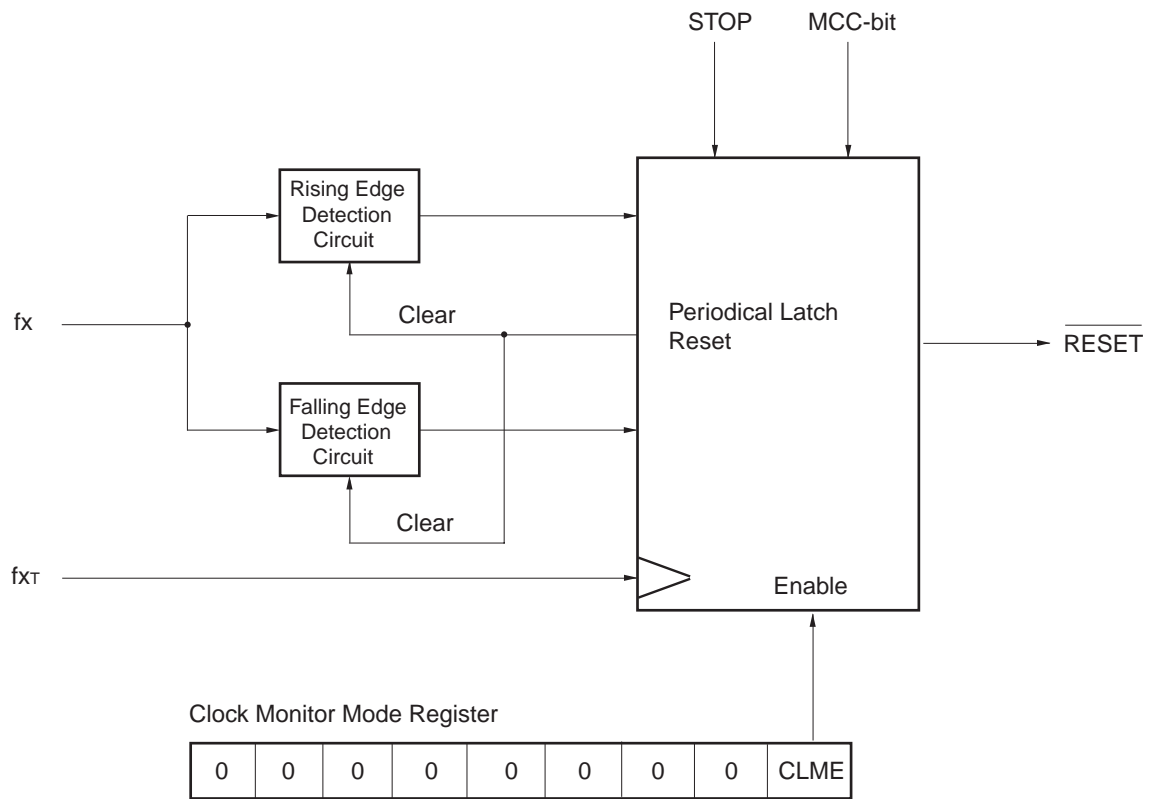 STOP
MCC-bit
Rising Edge
Detection
Circuit
Clear
fx
Periodical Latch
Reset
RESET
Falling Edge
Detection
Circuit
Clear
fxT
Enable
Clock Monitor Mode Register
0 0 0 0 0 0 0 0 CLME